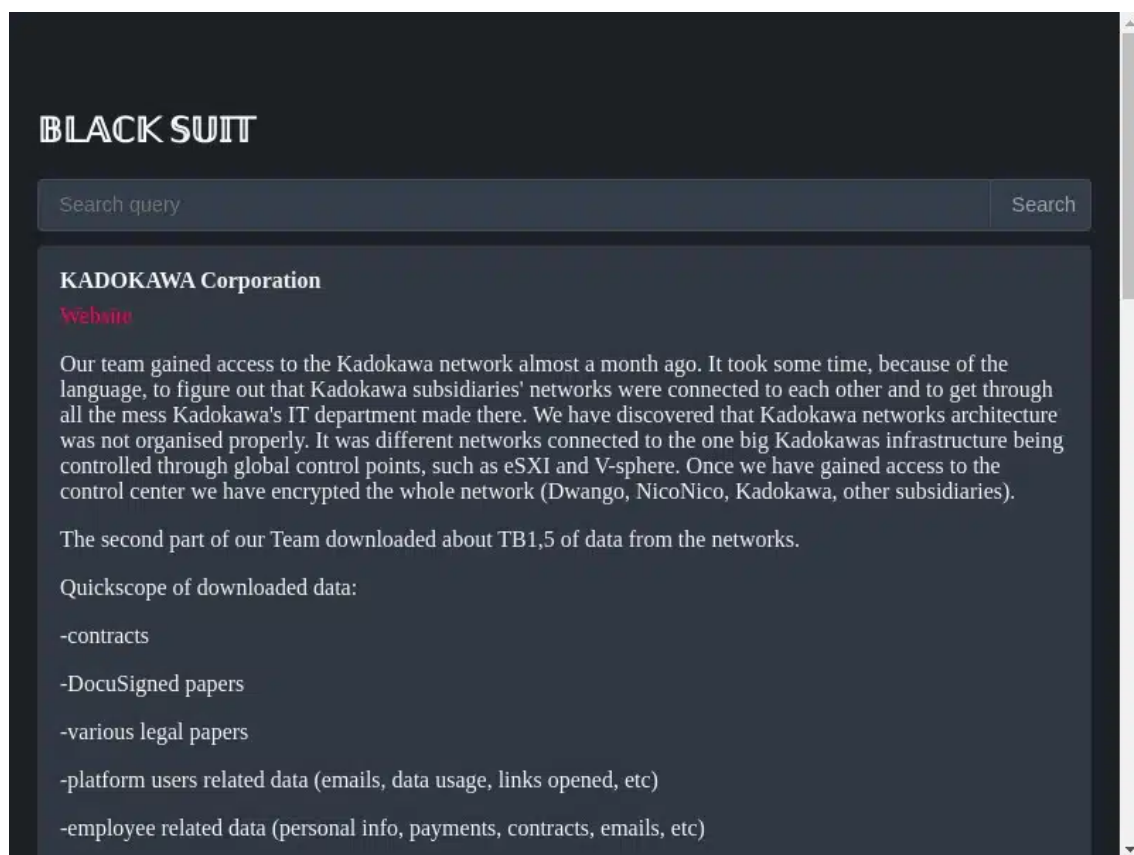 BLACK SUIT
Search query
Search
KADOKAWA Corporation
Website
Our team gained access to the Kadokawa network almost a month ago. It took some time, because of the
language, to figure out that Kadokawa subsidiaries' networks were connected to each other and to get through
all the mess Kadokawa's IT department made there. We have discovered that Kadokawa networks architecture
was not organised properly. It was different networks connected to the one big Kadokawas infrastructure being
controlled through global control points, such as eSXI and V-sphere. Once we have gained access to the
control center we have encrypted the whole network (Dwango, NicoNico, Kadokawa, other subsidiaries).
The second part of our Team downloaded about TB1,5 of data from the networks.
Quickscope of downloaded data:
-contracts
-DocuSigned papers
-various legal papers
-platform users related data (emails, data usage, links opened, etc)
-employee related data (personal info, payments, contracts, emails, etc)